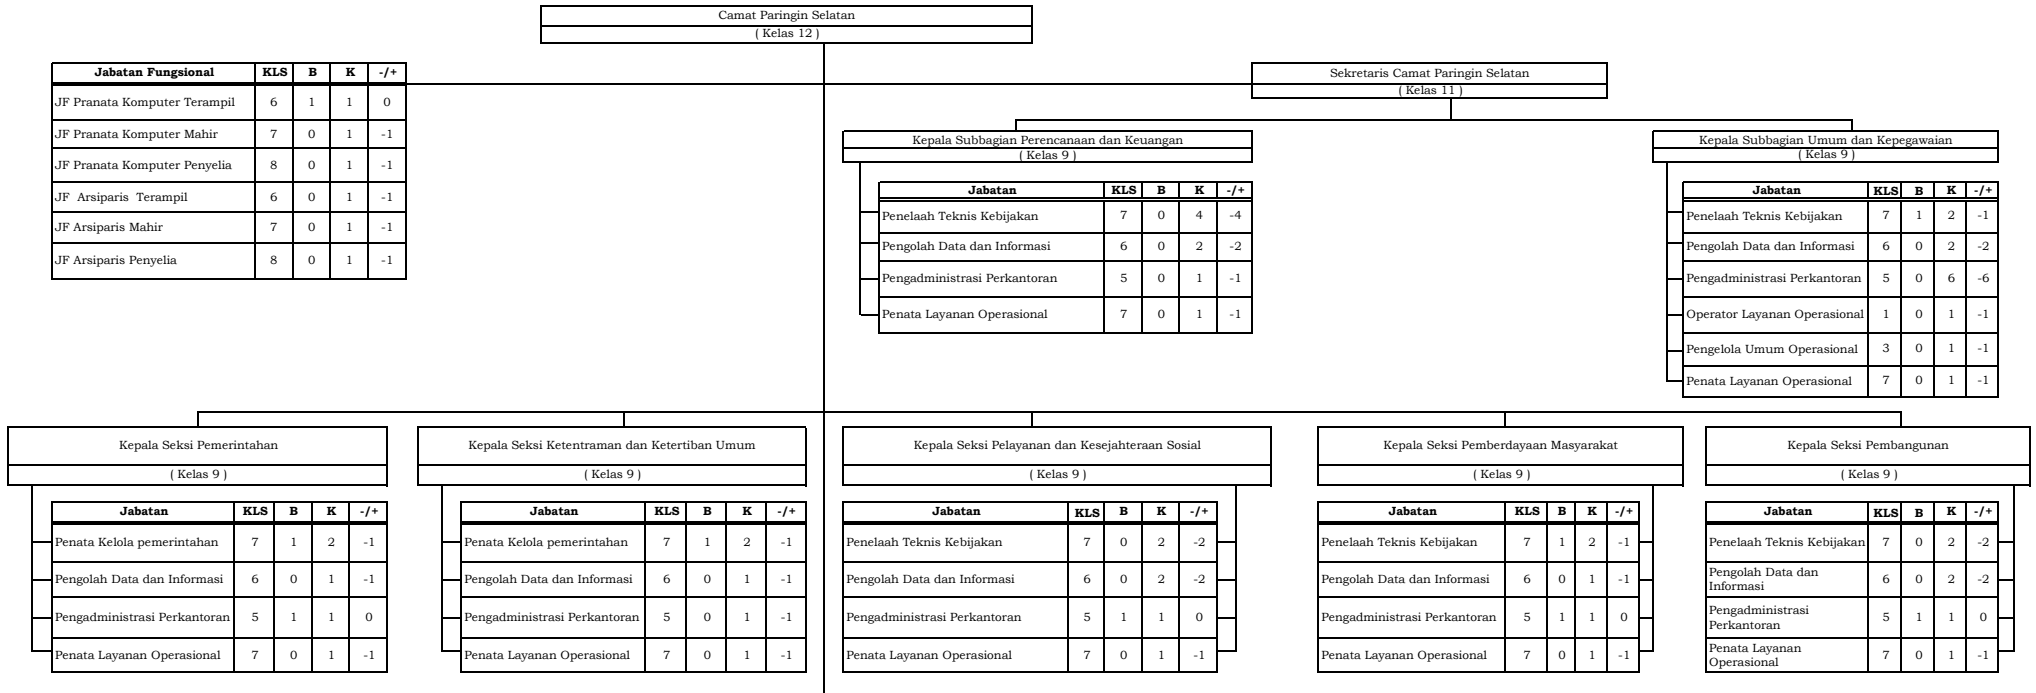 Camat Paringin Selatan
( Kelas 12 )
Jabatan Fungsional KLS B K -/+
JF Pranata Komputer Terampil 6 1 1 0
JF Pranata Komputer Mahir 7 0 1 -1
JF Pranata Komputer Penyelia 8 0 1 -1
JF Arsiparis Terampil 6 0 1 -1
JF Arsiparis Mahir 7 0 1 -1
JF Arsiparis Penyelia 8 0 1 -1
Sekretaris Camat Paringin Selatan
( Kelas 11 )
Kepala Subbagian Perencanaan dan Keuangan
( Kelas 9 )
Jabatan KLS B K -/+
Penelaah Teknis Kebijakan 7 0 4 -4
Pengolah Data dan Informasi 6 0 2 -2
Pengadministrasi Perkantoran 5 0 1 -1
Penata Layanan Operasional 7 0 1 -1
Kepala Subbagian Umum dan Kepegawaian
( Kelas 9 )
Jabatan KLS B K -/+
Penelaah Teknis Kebijakan 7 1 2 -1
Pengolah Data dan Informasi 6 0 2 -2
Pengadministrasi Perkantoran 5 0 6 -6
Operator Layanan Operasional 1 0 1 -1
Pengelola Umum Operasional 3 0 1 -1
Penata Layanan Operasional 7 0 1 -1
Kepala Seksi Pemerintahan
( Kelas 9 )
Jabatan KLS B K -/+
Penata Kelola pemerintahan 7 1 2 -1
Pengolah Data dan Informasi 6 0 1 -1
Pengadministrasi Perkantoran 5 1 1 0
Penata Layanan Operasional 7 0 1 -1
Kepala Seksi Ketentraman dan Ketertiban Umum
( Kelas 9 )
Jabatan KLS B K -/+
Penata Kelola pemerintahan 7 1 2 -1
Pengolah Data dan Informasi 6 0 1 -1
Pengadministrasi Perkantoran 5 0 1 -1
Penata Layanan Operasional 7 0 1 -1
Kepala Seksi Pelayanan dan Kesejahteraan Sosial
( Kelas 9 )
Jabatan KLS B K -/+
Penelaah Teknis Kebijakan 7 0 2 -2
Pengolah Data dan Informasi 6 0 2 -2
Pengadministrasi Perkantoran 5 1 1 0
Penata Layanan Operasional 7 0 1 -1
Kepala Seksi Pemberdayaan Masyarakat
( Kelas 9 )
Jabatan KLS B K -/+
Penelaah Teknis Kebijakan 7 1 2 -1
Pengolah Data dan Informasi 6 0 1 -1
Pengadministrasi Perkantoran 5 1 1 0
Penata Layanan Operasional 7 0 1 -1
Kepala Seksi Pembangunan
( Kelas 9 )
Jabatan KLS B K -/+
Penelaah Teknis Kebijakan 7 0 2 -2
Pengolah Data dan
Informasi 6 0 2 -2
Pengadministrasi
Perkantoran 5 1 1 0
Penata Layanan
Operasional 7 0 1 -1